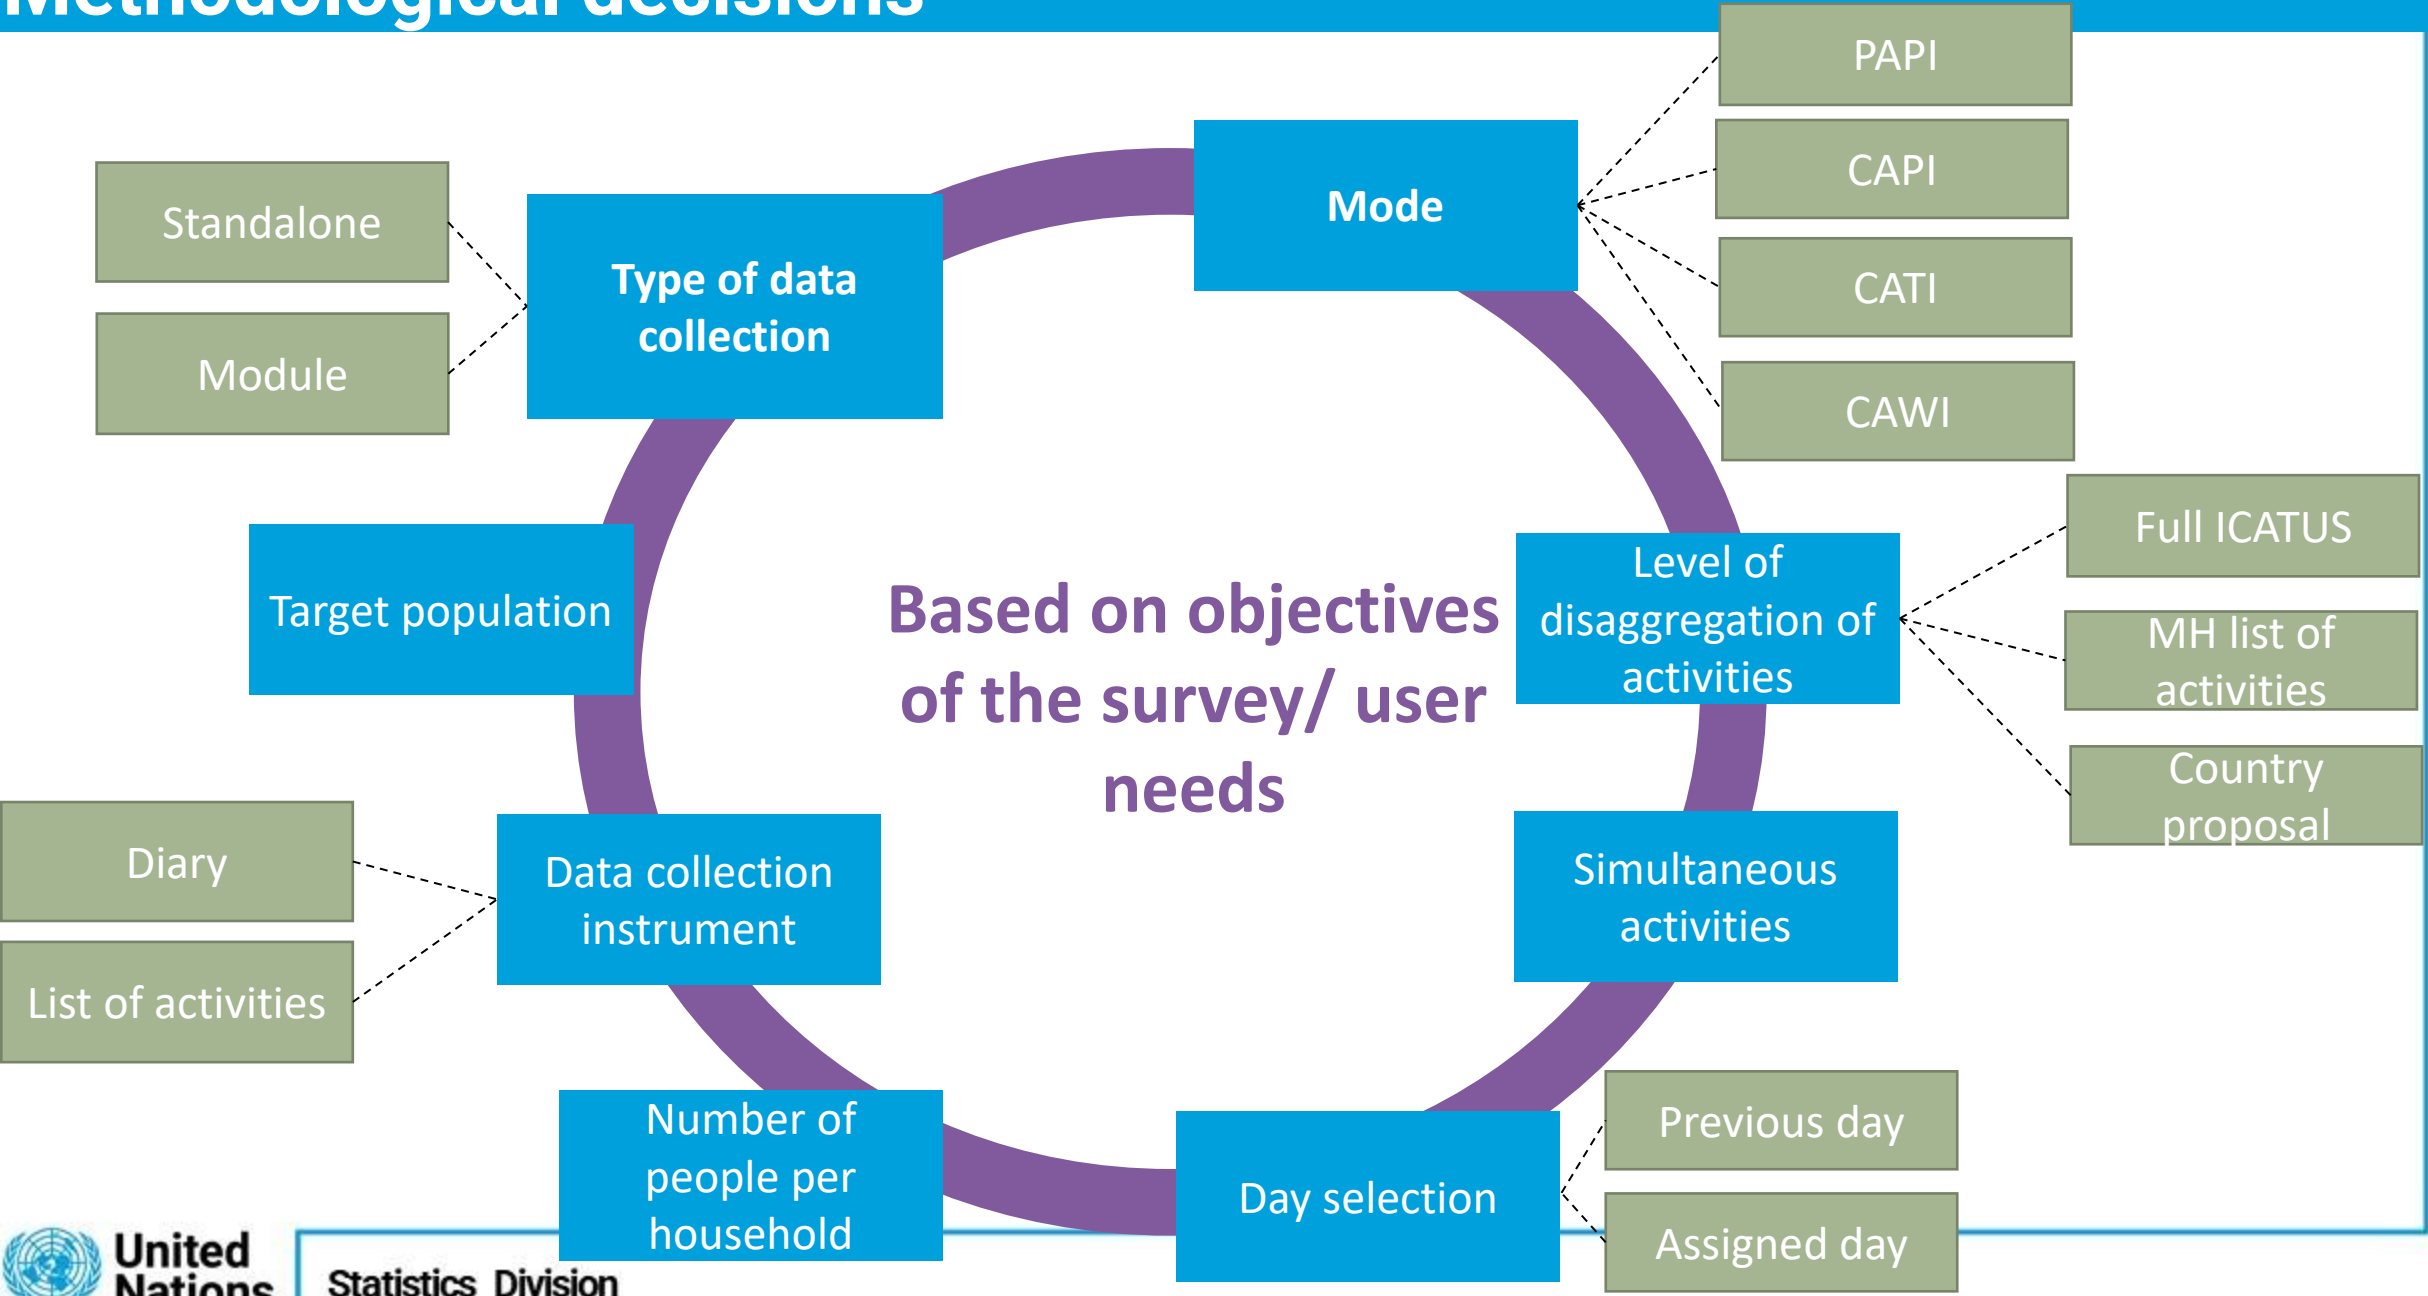 Methodological decisions
PAPI
CAPI
CATI
CAWI
Mode
Standalone
Module
Type of data
collection
Target population
Based on objectives
of the survey/ user
needs
Level of
disaggregation of
activities
Full ICATUS
MH list of
activities
Country
proposal
Diary
List of activities
Data collection
instrument
Simultaneous
activities
Number of
people per
household
Day selection
Previous day
Assigned day
United
Nations
Statistics Division